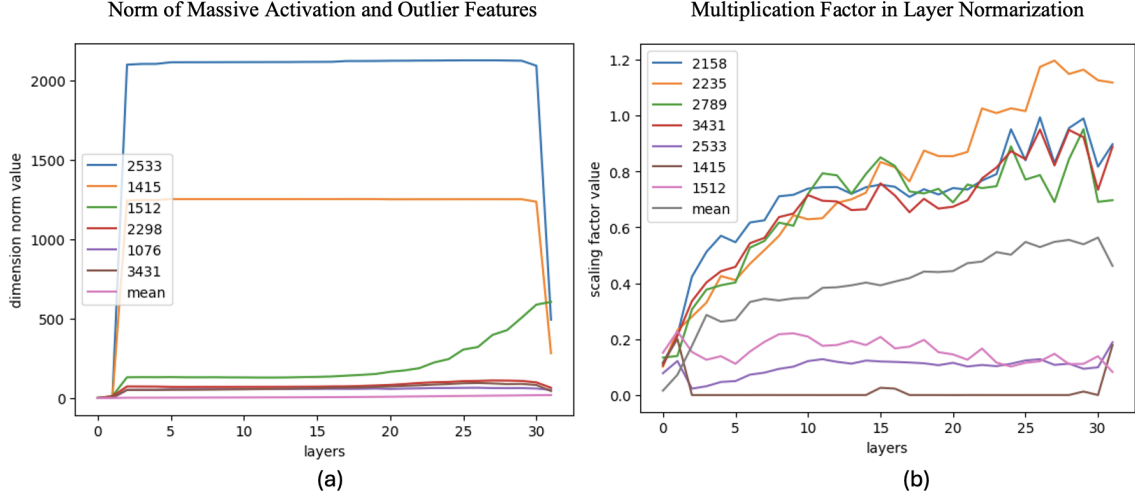 Norm of Massive Activation and Outlier Features
dimension norm value
2000
1500
1000
500
0
2533
1415
1512
2298
1076
3431
mean
0 5 10 15 20 25 30
layers
(a)
Multiplication Factor in Layer Normarization
scaling factor value
1.2
1.0
0.8
0.6
0.4
0.2
0.0
2158
2235
2789
3431
2533
1415
1512
mean
0 5 10 15 20 25 30
layers
(b)